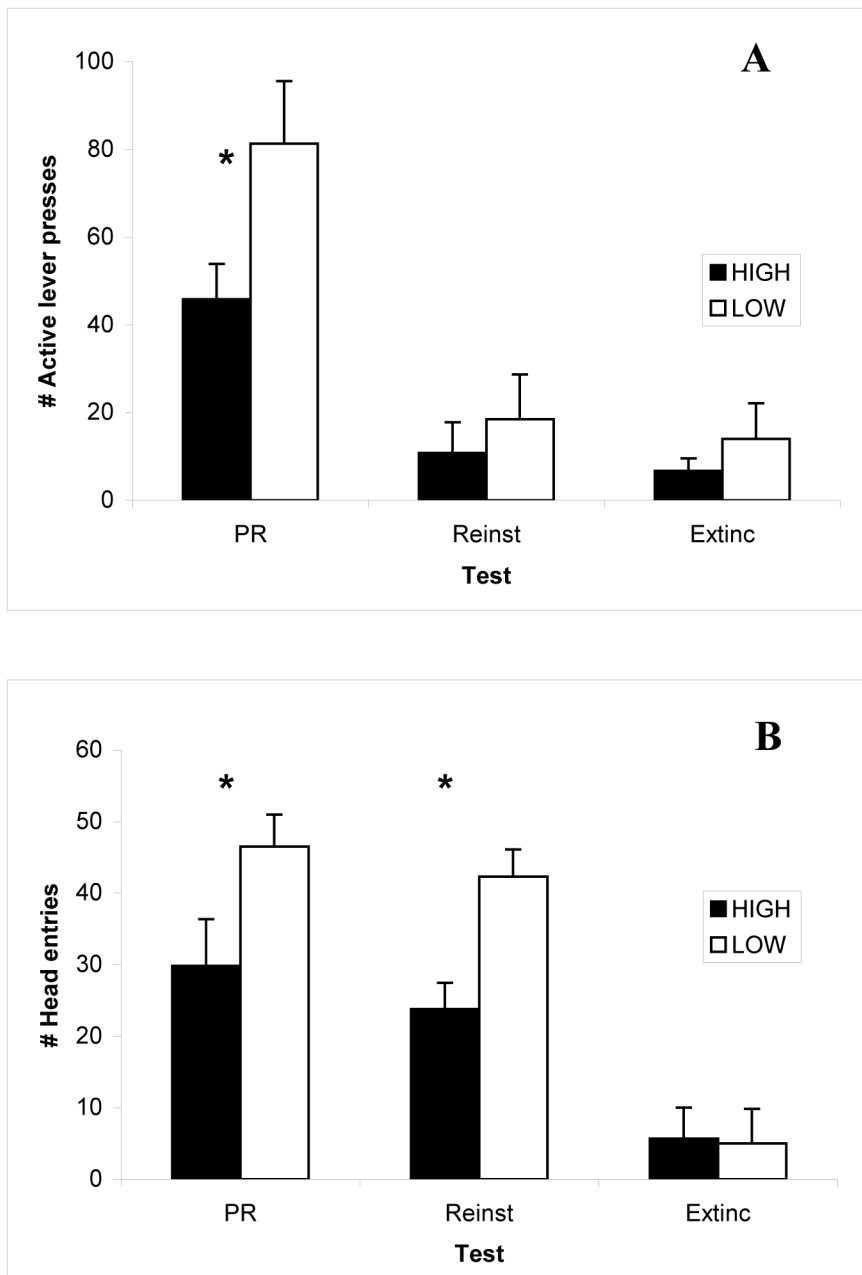 A
100
80
60
40
20
0
# Active lever presses
*
HIGH
LOW
PR Reinst Extinc
Test
B
60
50
40
30
20
10
0
# Head entries
* *
HIGH
LOW
PR Reinst Extinc
Test